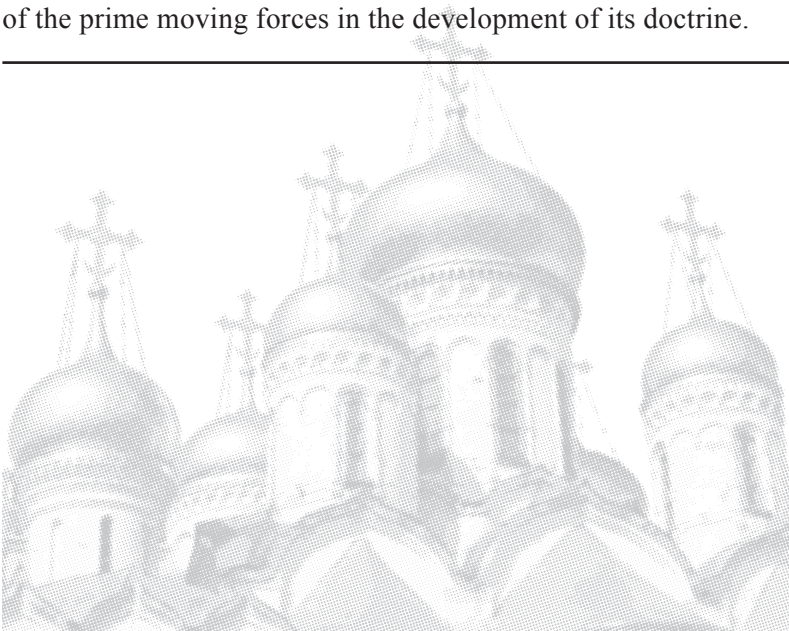 of the prime moving forces in the development of its doctrine.